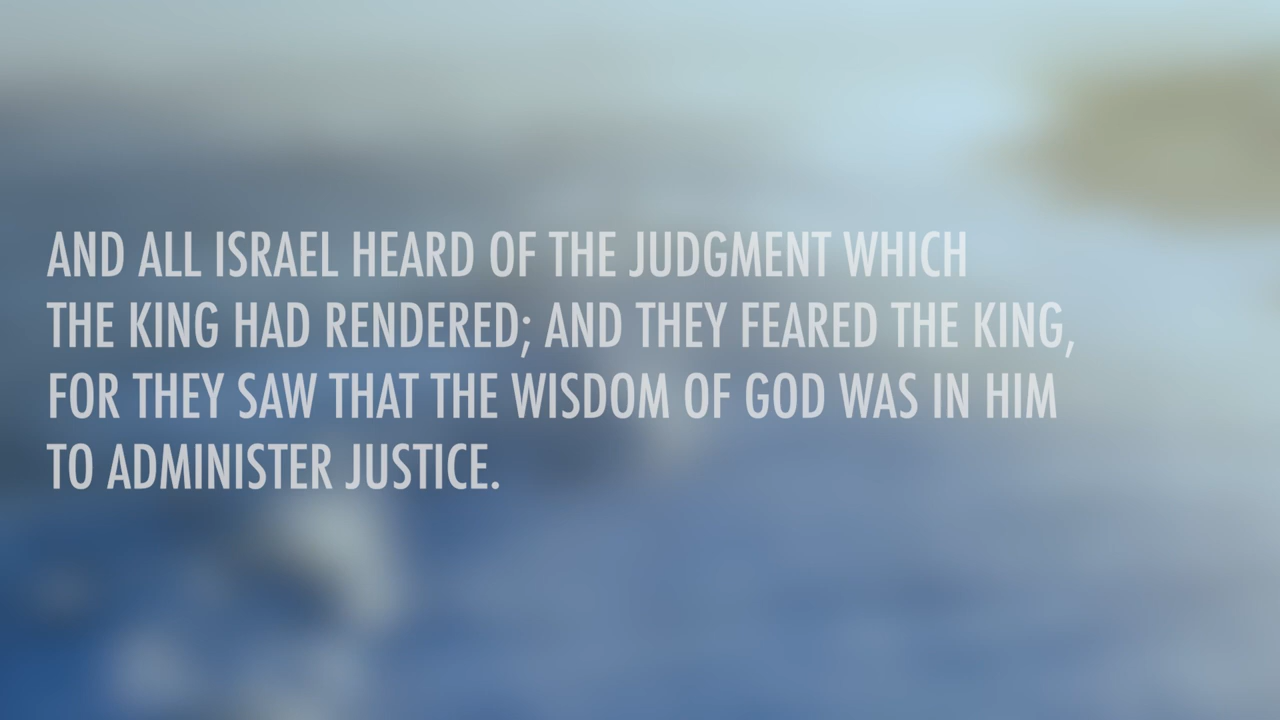 AND ALL ISRAEL HEARD OF THE JUDGMENT WHICH
THE KING HAD RENDERED; AND THEY FEARED THE KING,
FOR THEY SAW THAT THE WISDOM OF GOD WAS IN HIM
TO ADMINISTER JUSTICE.